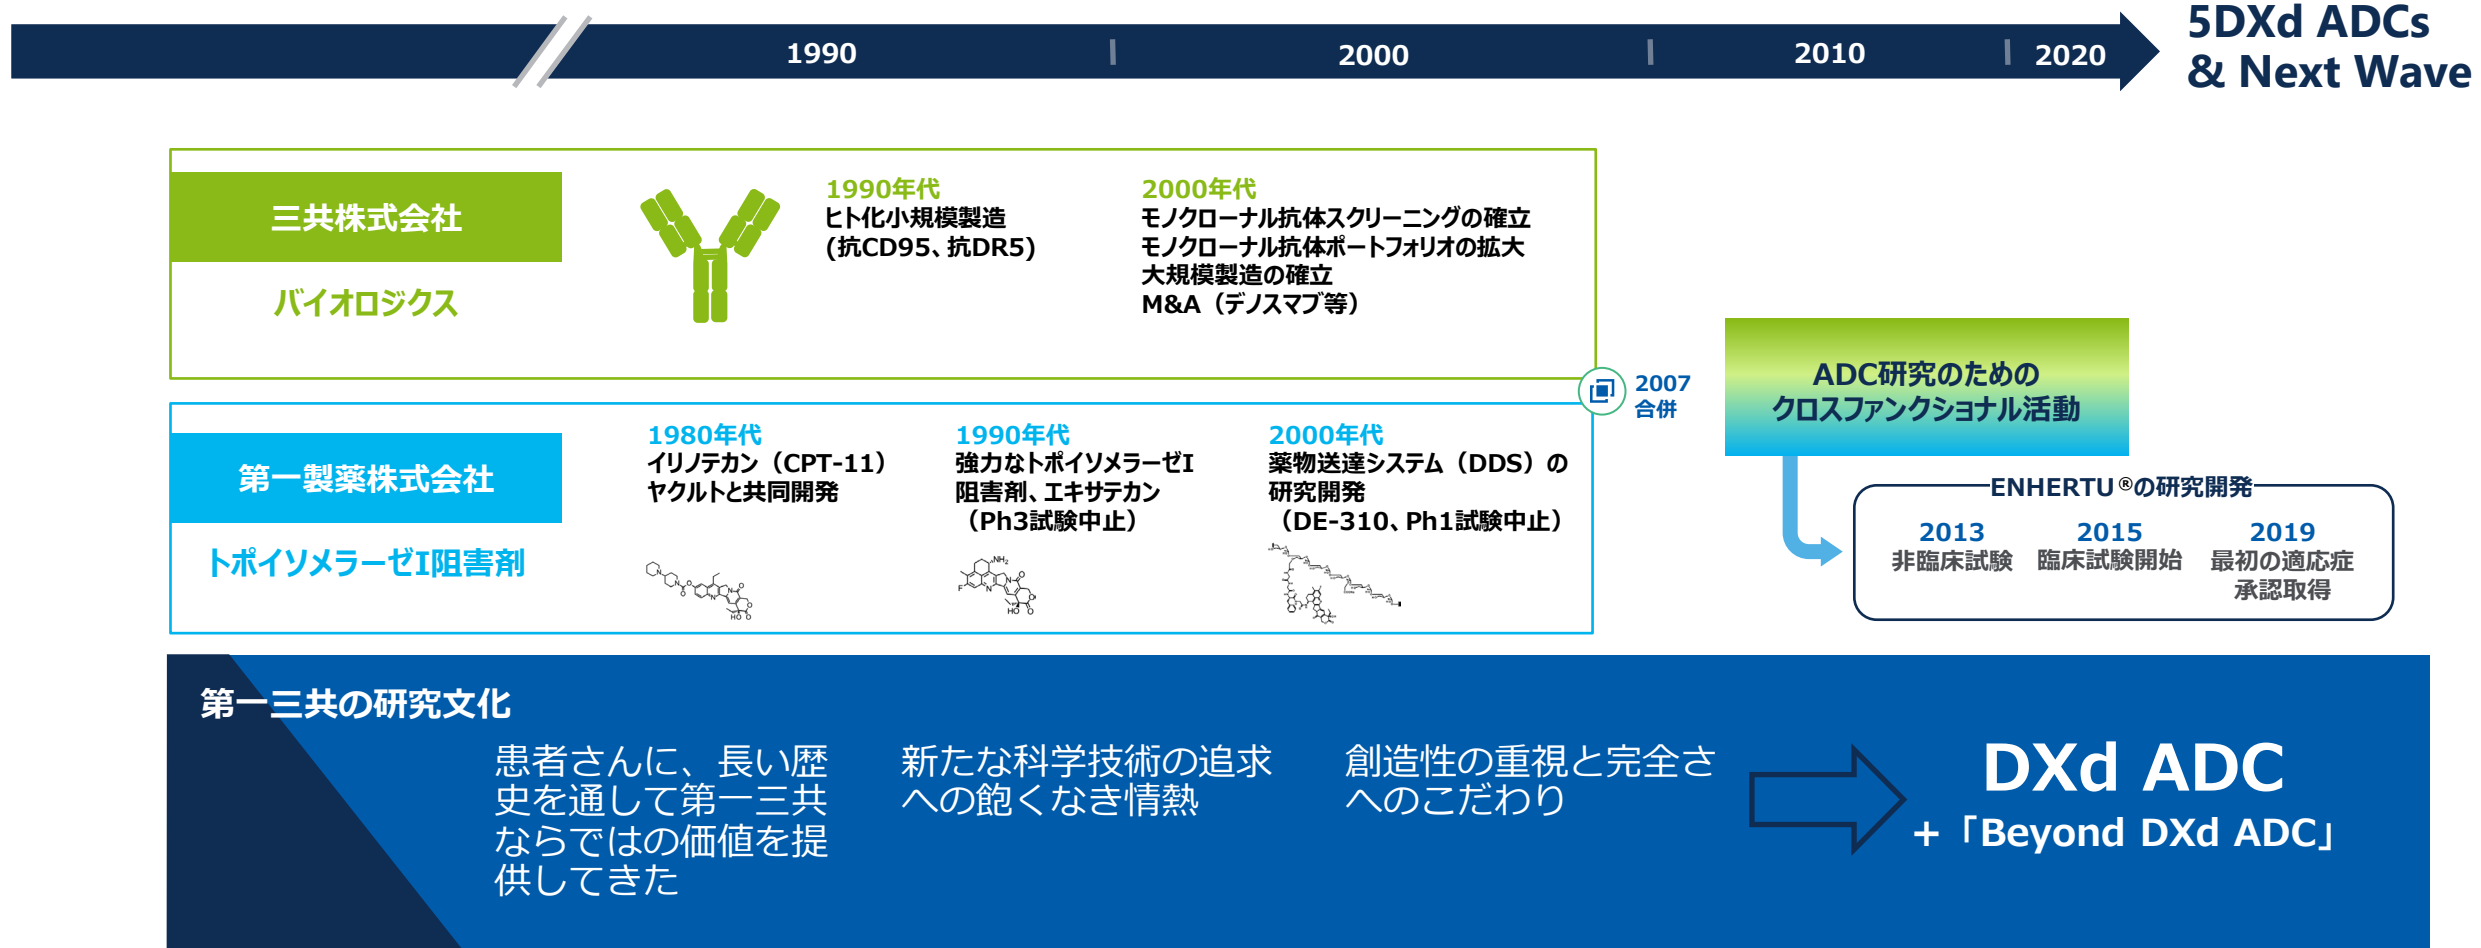 1990
2000
2010
2020
5DXd ADCs
& Next Wave
三共株式会社
バイオロジクス
1990年代
ヒト化小規模製造
(抗CD95、抗DR5)
2000年代
モノクローナル抗体スクリーニングの確立
モノクローナル抗体ポートフォリオの拡大
大規模製造の確立
M&A（デノスマブ等）
2007
合併
第一製薬株式会社
トポイソメラーゼI阻害剤
1980年代
イリノテカン（CPT-11）
ヤクルトと共同開発
1990年代
強力なトポイソメラーゼI
阻害剤、エキサテカン
（Ph3試験中止）
2000年代
薬物送達システム（DDS）の
研究開発
（DE-310、Ph1試験中止）
ADC研究のための
クロスファンクショナル活動
ENHERTU®の研究開発
2013
非臨床試験
2015
臨床試験開始
2019
最初の適応症
承認取得
第一三共の研究文化
患者さんに、長い歴
史を通して第一三共
ならではの価値を提
供してきた
新たな科学技術の追求
への飽くなき情熱
創造性の重視と完全さ
へのこだわり
DXd ADC
+「Beyond DXd ADC」